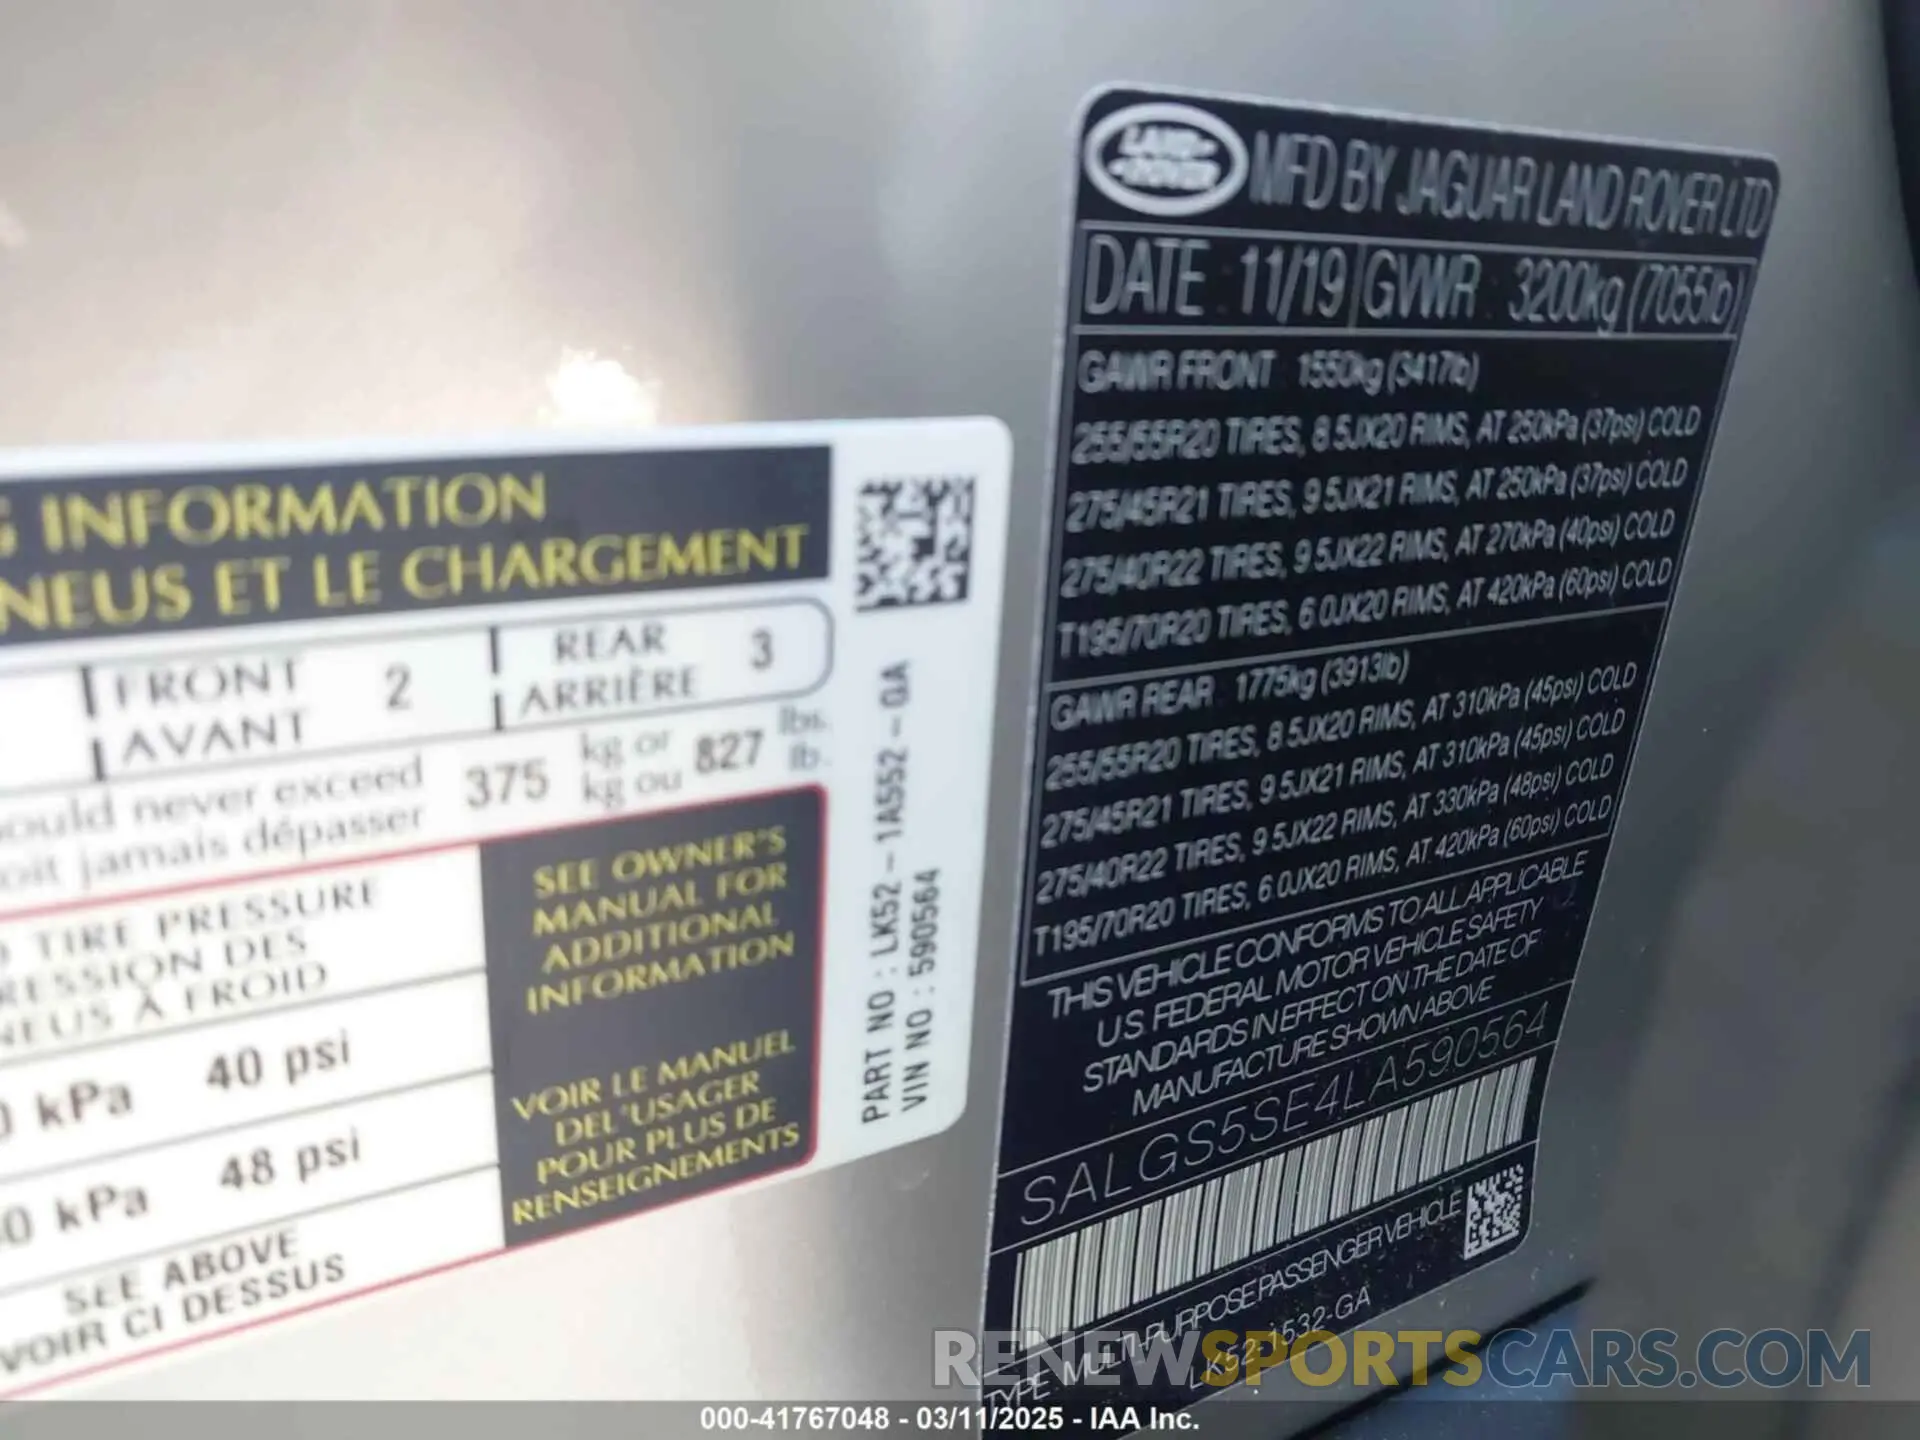 INFORMATION
NEUS ET LE CHARGEMENT
FRONT
AVANT
2
REAR
ARRIÈRE
3
never exceed 375 kg or 827 lbs.
jamais dépasser kg ou lb.
TIRE PRESSURE
DES
À FROID
kPa 40 psi
kPa 48 psi
SEE ABOVE
VOIR CI DESSUS
SEE OWNER'S
MANUAL FOR
ADDITIONAL
INFORMATION
VOIR LE MANUEL
DEL'USAGER
POUR PLUS DE
RENSEIGNEMENTS
PART NO : LK52-1A552-GA
VIN NO : 590564
LAND ROVER
MFD BY JAGUAR LAND ROVER LTD
DATE 11/19 GVWR 3200kg (7055lb)
GAWR FRONT 1550kg (3417lb)
255/55R20 TIRES, 8.5JX20 RIMS, AT 250kPa (37psi) COLD
275/45R21 TIRES, 9.5JX21 RIMS, AT 250kPa (37psi) COLD
275/40R22 TIRES, 9.5JX22 RIMS, AT 270kPa (40psi) COLD
T195/70R20 TIRES, 6.0JX20 RIMS, AT 420kPa (60psi) COLD
GAWR REAR 1775kg (3913lb)
255/55R20 TIRES, 8.5JX20 RIMS, AT 310kPa (45psi) COLD
275/45R21 TIRES, 9.5JX21 RIMS, AT 310kPa (45psi) COLD
275/40R22 TIRES, 9.5JX22 RIMS, AT 330kPa (48psi) COLD
T195/70R20 TIRES, 6.0JX20 RIMS, AT 420kPa (60psi) COLD
THIS VEHICLE CONFORMS TO ALL APPLICABLE
U.S. FEDERAL MOTOR VEHICLE SAFETY
STANDARDS IN EFFECT ON THE DATE OF
MANUFACTURE SHOWN ABOVE
SALGS5SE4LA590564
TYPE MULTI-PURPOSE PASSENGER VEHICLE
LK52-1532-GA
RENEWSPORTSCARS.COM
000-41767048 - 03/11/2025 - IAA Inc.